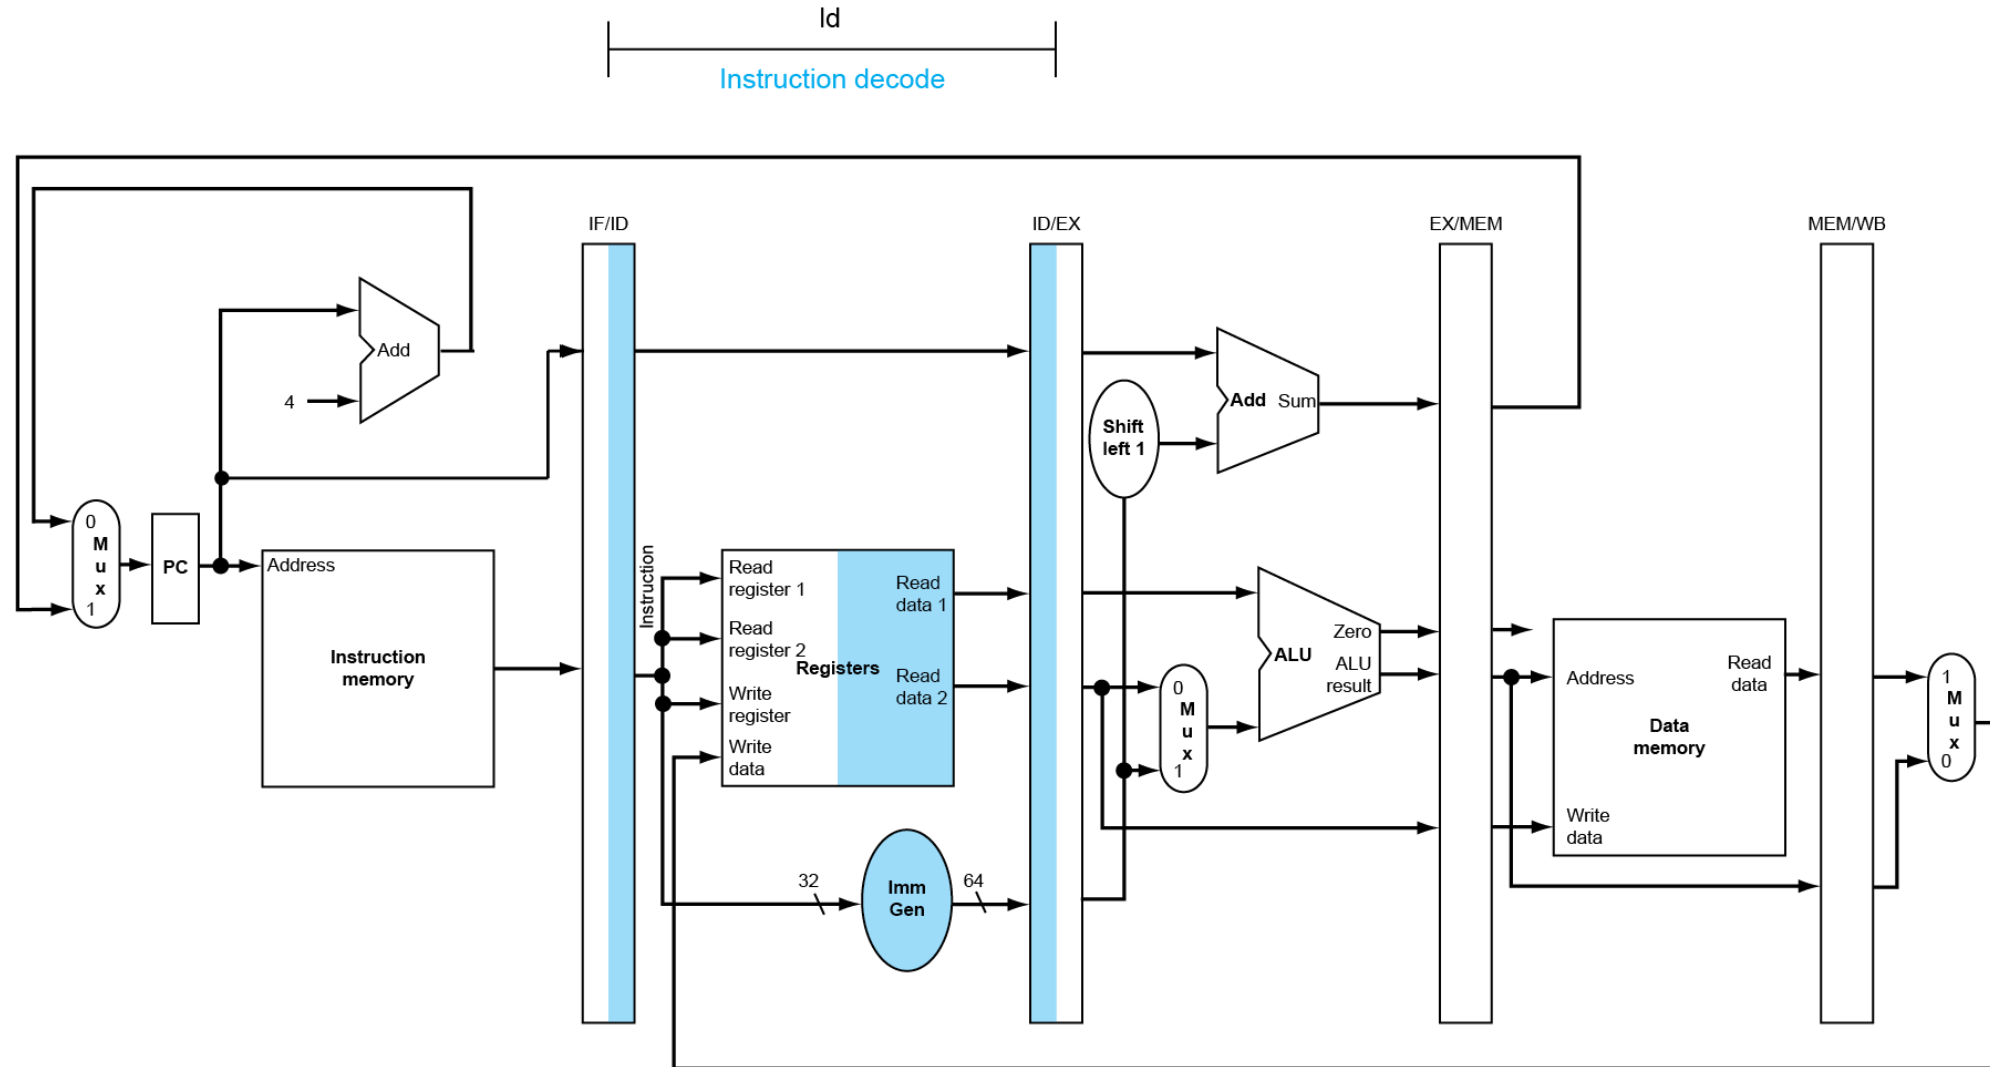 ld
Instruction decode
IF/ID
ID/EX
EX/MEM
MEM/WB
Add
4
Add Sum
Shift
left 1
0
M
u
x
1
PC
Address
Instruction
memory
Instruction
Read
register 1
Read
register 2
Write
register
Write
data
Registers
Read
data 1
Read
data 2
32
Imm
Gen
64
0
M
u
x
1
ALU
Zero
ALU
result
Address
Read
data
Data
memory
Write
data
1
M
u
x
0